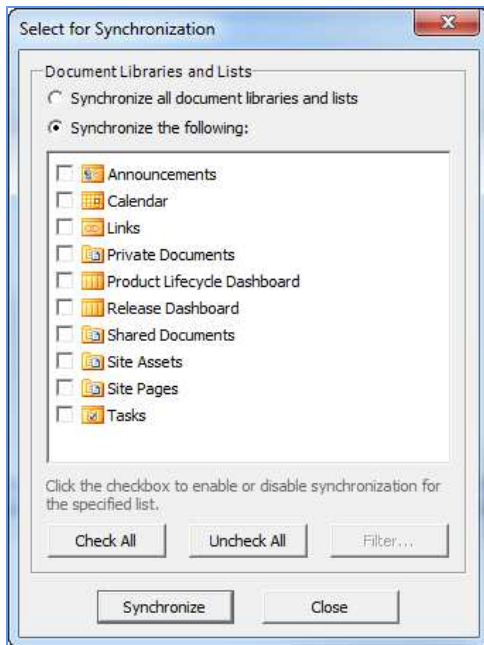 Select for Synchronization
Document Libraries and Lists
Synchronize all document libraries and lists
Synchronize the following:
Announcements
Calendar
Links
Private Documents
Product Lifecycle Dashboard
Release Dashboard
Shared Documents
Site Assets
Site Pages
Tasks
Click the checkbox to enable or disable synchronization for
the specified list.
Check All
Uncheck All
Filter...
Synchronize
Close